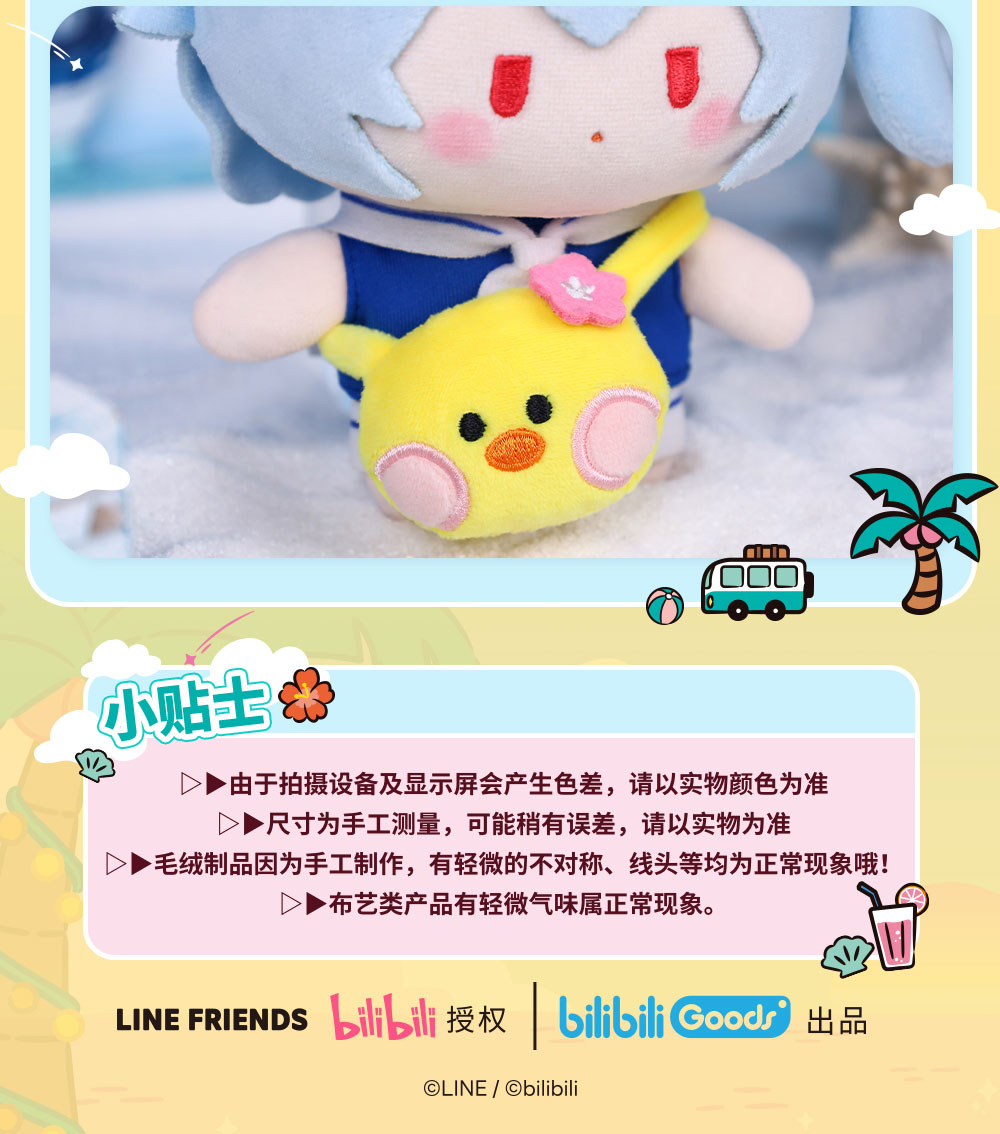 小贴士
▷▶由于拍摄设备及显示屏会产生色差，请以实物颜色为准
▷▶尺寸为手工测量，可能稍有误差，请以实物为准
▷▶毛绒制品因为手工制作，有轻微的不对称、线头等均为正常现象哦！
▷▶布艺类产品有轻微气味属正常现象。
LINE FRIENDS bilibili 授权 | bilibili Goods 出品
©LINE / ©bilibili